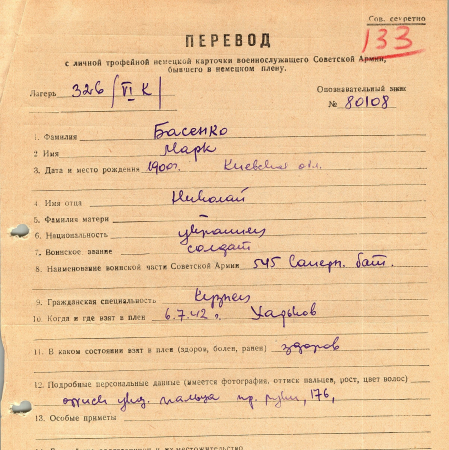 Сов. секретно
133
ПЕРЕВОД
с личной трофейной немецкой карточки военнослужащего Советской Армии,
бывшего в немецком плену.
Лагерь 326 /VI K/
Опознавательный знак
№ 80108
1. Фамилия Басенко
2 Имя Марк
3. Дата и место рождения 1900г. Киевская обл.
4. Имя отца Николай
5. Фамилия матери
6. Национальность украинец
7. Воинское звание солдат
8. Наименование воинской части Советской Армии 545 Саперн. бат.
9. Гражданская специальность Кузнец
10. Когда и где взят в плен 6.7.42 г. Харьков
11. В каком состоянии взят в плен (здоров, болен, ранен) здоров
12. Подробные персональные данные (имеется фотография, оттиск пальцев, рост, цвет волос)
оттиск указ. пальца пр. руки, 176,
13. Особые приметы